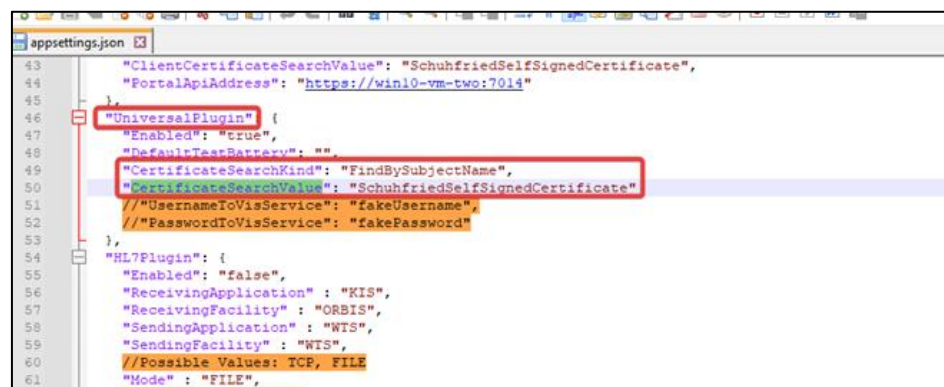 appsettings.json
43 "ClientCertificateSearchValue": "SchuhfriedSelfSignedCertificate",
44 "PortalApiAddress": "https://win10-vm-two:7014"
45 },
46 "UniversalPlugin": {
47 "Enabled": "true",
48 "DefaultTestBattery": "",
49 "CertificateSearchKind": "FindBySubjectName",
50 "CertificateSearchValue": "SchuhfriedSelfSignedCertificate"
51 //"UsernameToVisService": "fakeUsername",
52 //"PasswordToVisService": "fakePassword"
53 },
54 "HL7Plugin": {
55 "Enabled": "false",
56 "ReceivingApplication" : "KIS",
57 "ReceivingFacility" : "ORBIS",
58 "SendingApplication" : "WTS",
59 "SendingFacility" : "WTS",
60 //Possible Values: TCP, FILE
61 "Mode" : "FILE",